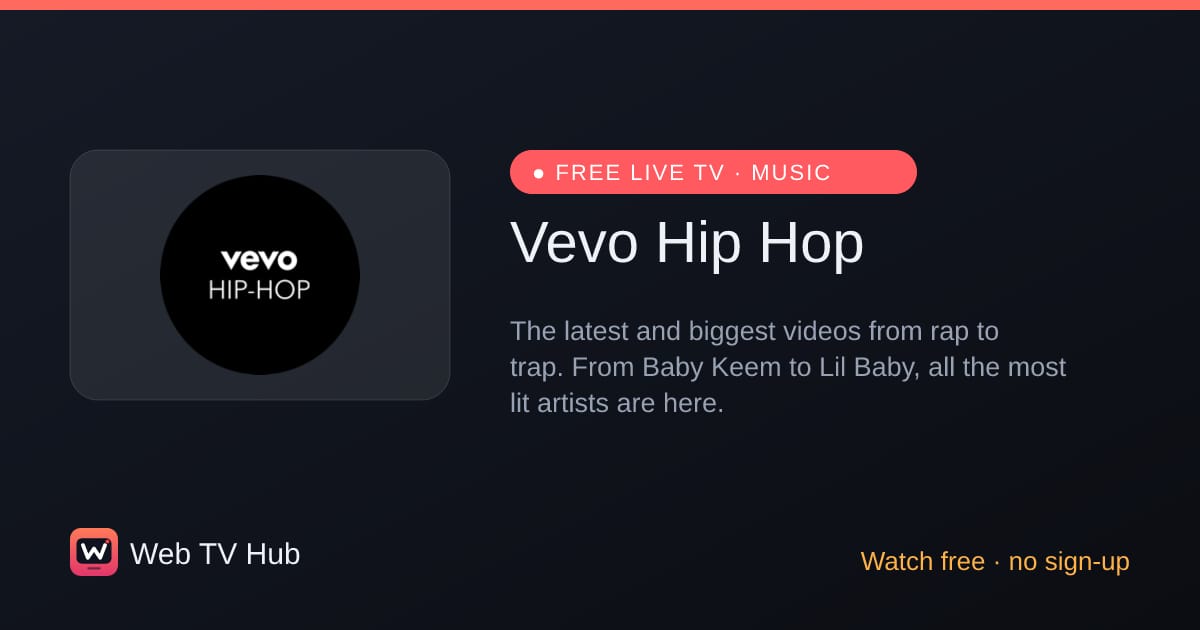 vevo
HIP-HOP
● FREE LIVE TV · MUSIC
Vevo Hip Hop
The latest and biggest videos from rap to
trap. From Baby Keem to Lil Baby, all the most
lit artists are here.
W
Web TV Hub
Watch free · no sign-up